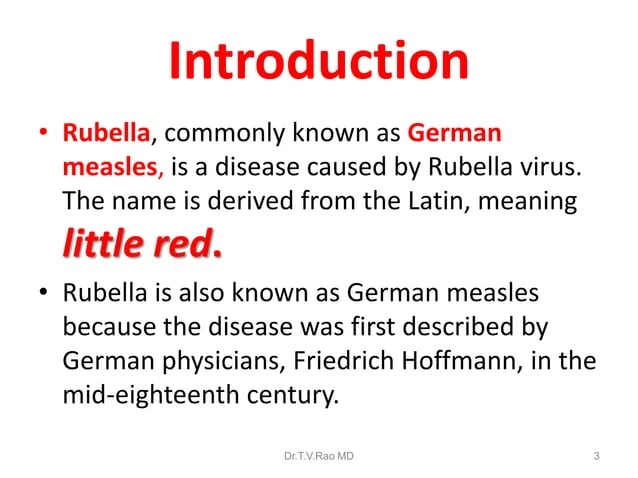 Introduction
• Rubella, commonly known as German
measles, is a disease caused by Rubella virus.
The name is derived from the Latin, meaning
little red.
• Rubella is also known as German measles
because the disease was first described by
German physicians, Friedrich Hoffmann, in the
mid-eighteenth century.
Dr.T.V.Rao MD
3